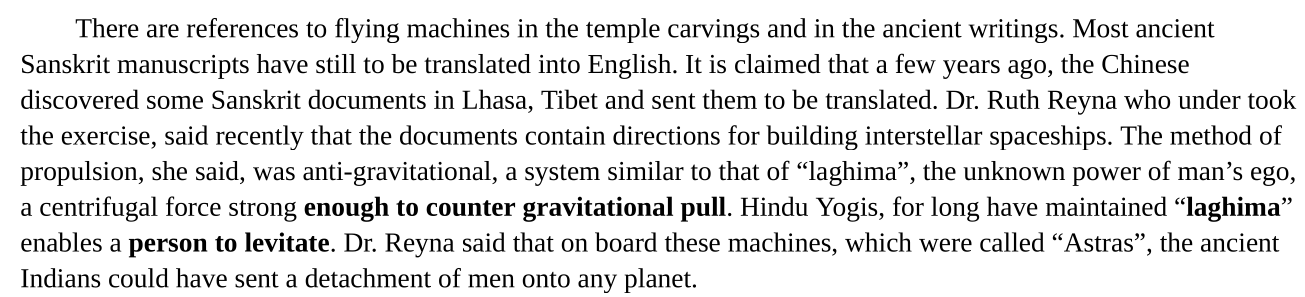 There are references to flying machines in the temple carvings and in the ancient writings. Most ancient
Sanskrit manuscripts have still to be translated into English. It is claimed that a few years ago, the Chinese
discovered some Sanskrit documents in Lhasa, Tibet and sent them to be translated. Dr. Ruth Reyna who under took
the exercise, said recently that the documents contain directions for building interstellar spaceships. The method of
propulsion, she said, was anti-gravitational, a system similar to that of “laghima”, the unknown power of man’s ego,
a centrifugal force strong enough to counter gravitational pull. Hindu Yogis, for long have maintained “laghima”
enables a person to levitate. Dr. Reyna said that on board these machines, which were called “Astras”, the ancient
Indians could have sent a detachment of men onto any planet.